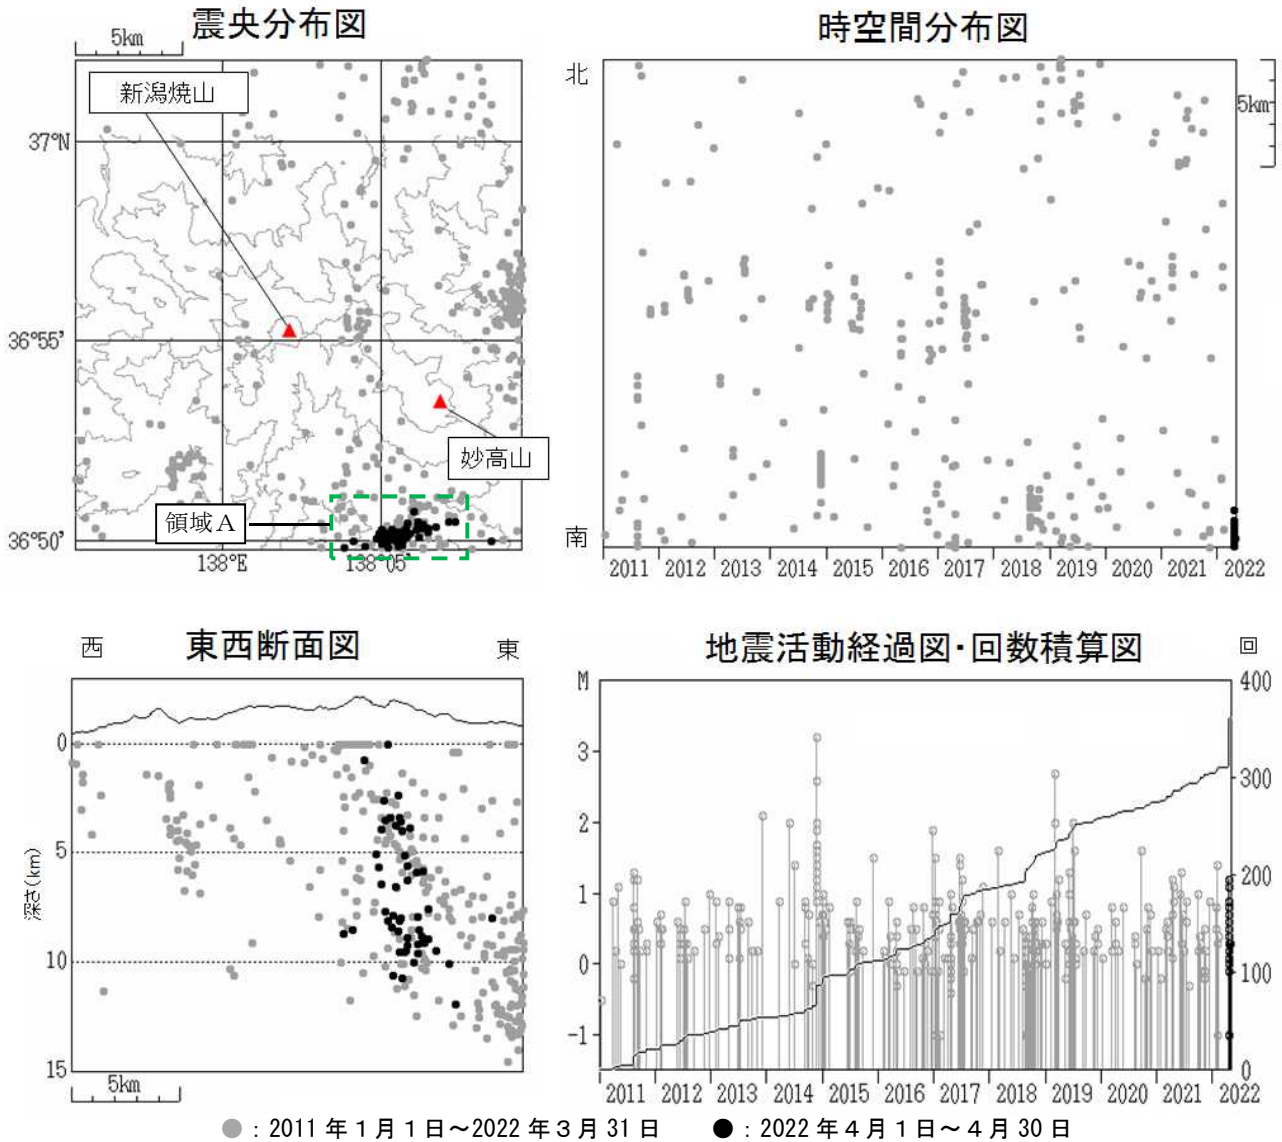 震央分布図
5km
新潟焼山
妙高山
領域A
37°N
36°55’
36°50’
138°E
138°05’
時空間分布図
北
南
5km
2011 2012 2013 2014 2015 2016 2017 2018 2019 2020 2021 2022
東西断面図
西
東
深さ(km)
0
5
10
15
5km
地震活動経過図・回数積算図
M
回
3
2
1
0
-1
400
300
200
100
0
2011 2012 2013 2014 2015 2016 2017 2018 2019 2020 2021 2022
●：2011年1月1日～2022年3月31日 ●：2022年4月1日～4月30日